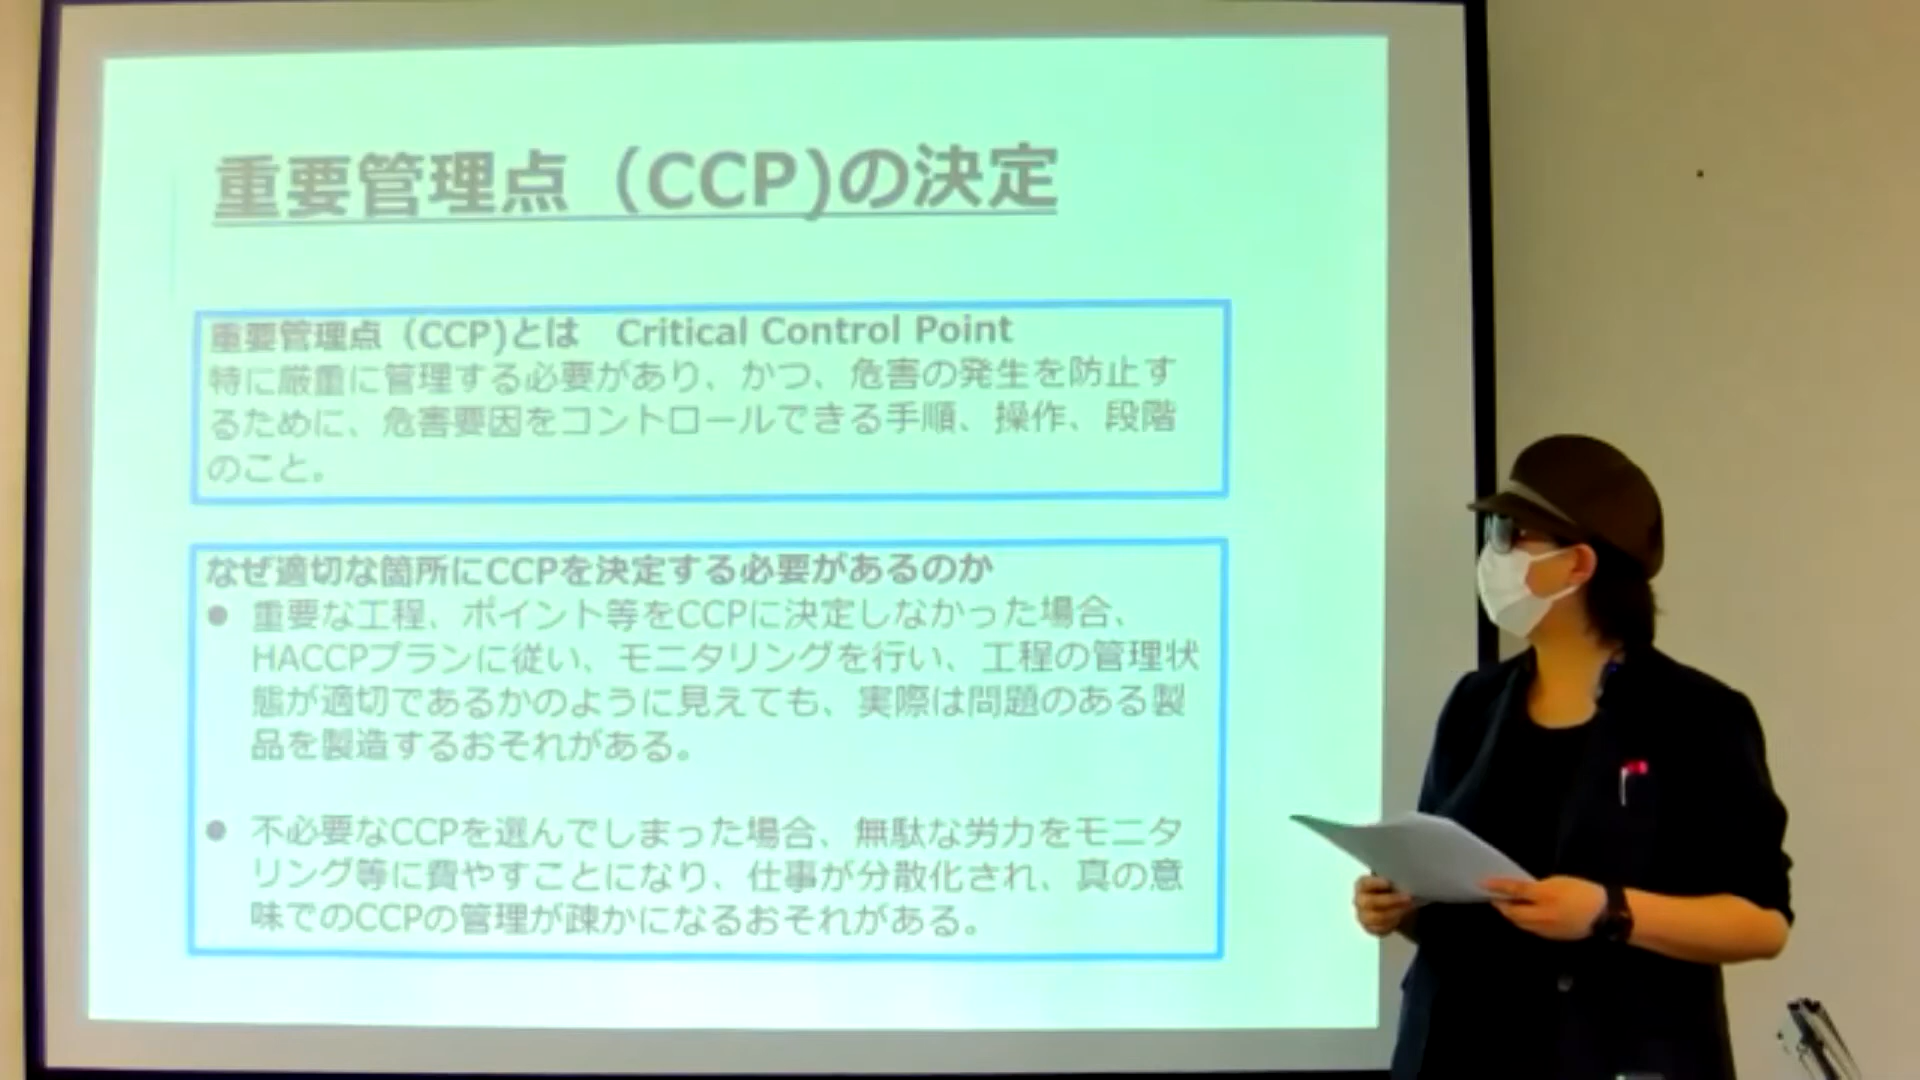 重要管理点（CCP)の決定
重要管理点（CCP)とは　Critical Control Point
特に厳重に管理する必要があり、かつ、危害の発生を防止す
るために、危害要因をコントロールできる手順、操作、段階
のこと。
なぜ適切な箇所にCCPを決定する必要があるのか
● 重要な工程、ポイント等をCCPに決定しなかった場合、
HACCPプランに従い、モニタリングを行い、工程の管理状
態が適切であるかのように見えても、実際は問題のある製
品を製造するおそれがある。
● 不必要なCCPを選んでしまった場合、無駄な労力をモニタ
リング等に費やすことになり、仕事が分散化され、真の意
味でのCCPの管理が疎かになるおそれがある。